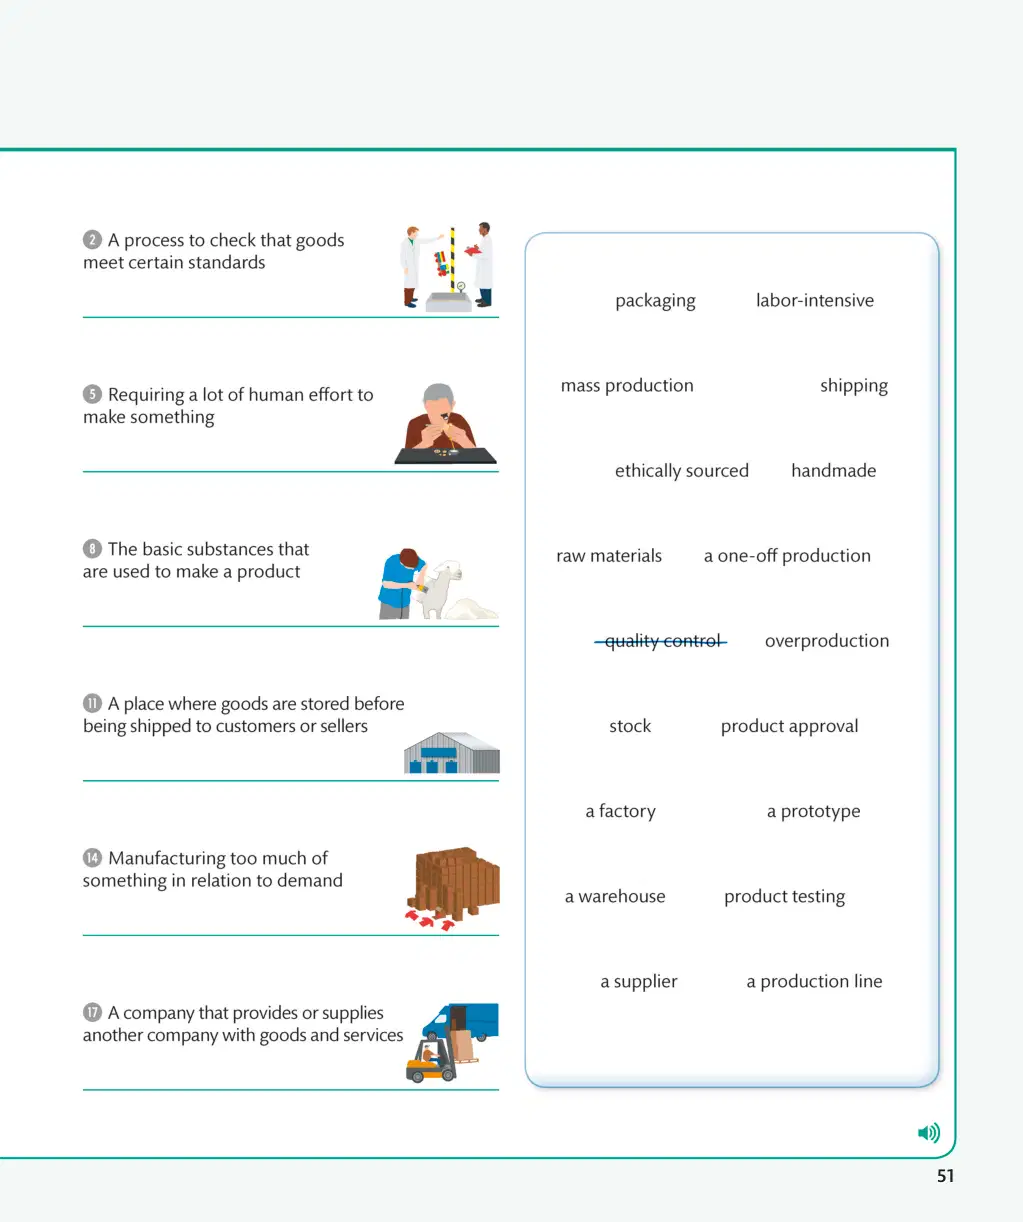 2 A process to check that goods
meet certain standards
5 Requiring a lot of human effort to
make something
8 The basic substances that
are used to make a product
11 A place where goods are stored before
being shipped to customers or sellers
14 Manufacturing too much of
something in relation to demand
17 A company that provides or supplies
another company with goods and services
packaging labor-intensive
mass production shipping
ethically sourced handmade
raw materials a one-off production
quality control overproduction
stock product approval
a factory a prototype
a warehouse product testing
a supplier a production line
51